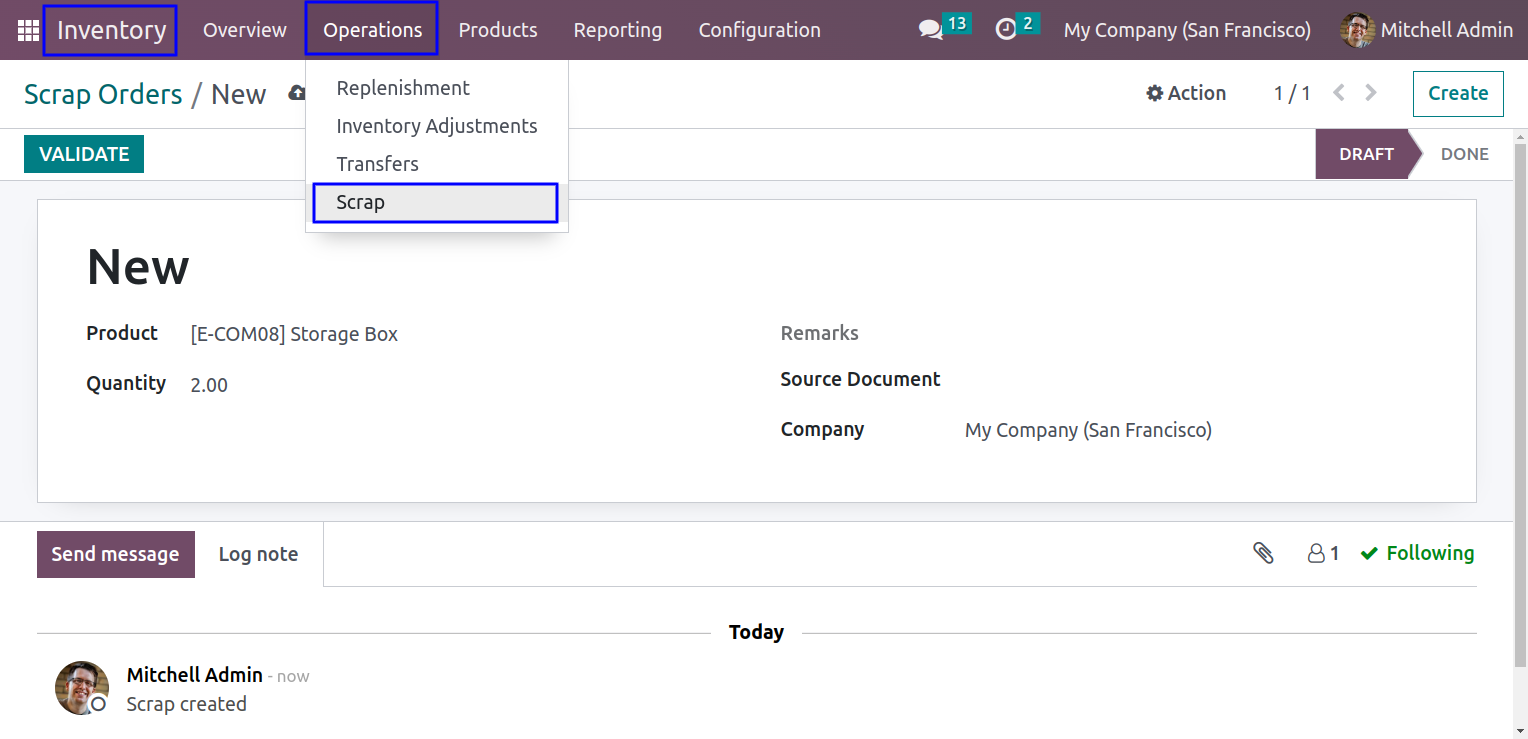 Inventory Overview Operations Products Reporting Configuration 13 2 My Company (San Francisco) Mitchell Admin
Replenishment
Inventory Adjustments
Transfers
Scrap
Scrap Orders / New Action 1 / 1 Create
VALIDATE DRAFT DONE
New
Product [E-COM08] Storage Box
Quantity 2.00
Remarks
Source Document
Company My Company (San Francisco)
Send message Log note 1 Following
Today
Mitchell Admin - now
Scrap created